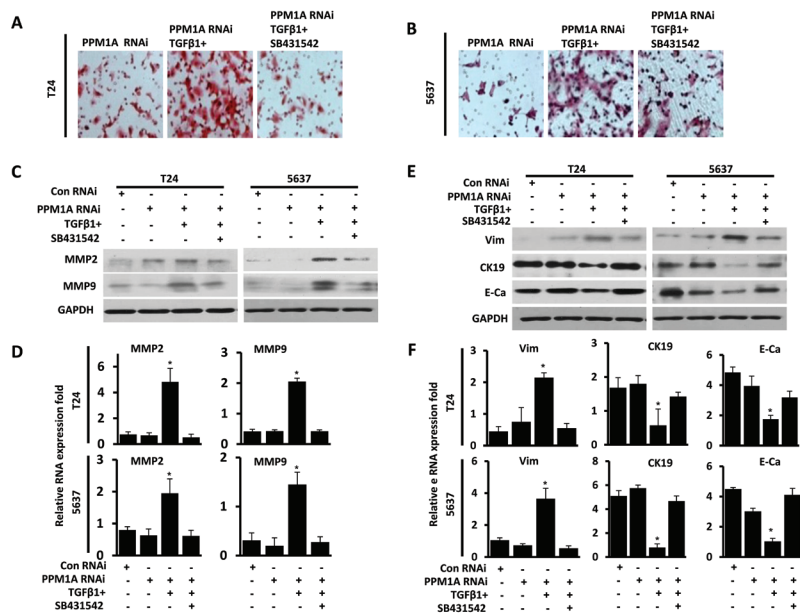 A
PPM1A RNAi
PPM1A RNAi
TGFβ1+
PPM1A RNAi
TGFβ1+
SB431542
T24
B
PPM1A RNAi
PPM1A RNAi
TGFβ1+
PPM1A RNAi
TGFβ1+
SB431542
5637
C
T24 5637
Con RNAi + - - - + - - -
PPM1A RNAi - + + + - + + +
TGFβ1+ - - + + - - + +
SB431542 - - - + - - - +
MMP2
MMP9
GAPDH
E
T24 5637
Con RNAi + - - - + - - -
PPM1A RNAi - + + + - + + +
TGFβ1+ - - + + - - + +
SB431542 - - - + - - - +
Vim
CK19
E-Ca
GAPDH
D
Relative RNA expression fold
T24
MMP2
6
4
2
0
*
MMP9
3
2
1
0
*
5637
MMP2
3
2
1
0
*
MMP9
2
1
0
*
Con RNAi + - - - + - - -
PPM1A RNAi - + + + - + + +
TGFβ1+ - - + + - - + +
SB431542 - - - + - - - +
F
Relative e RNA xpression fold
T24
Vim
3
2
1
0
*
CK19
3
2
1
0
*
E-Ca
6
4
2
0
*
5637
Vim
6
4
2
0
*
CK19
8
6
4
2
0
*
E-Ca
6
4
2
0
*
Con RNAi + - - - + - - - + - - -
PPM1A RNAi - + + + - + + + - + + +
TGFβ1+ - - + + - - + + - - + +
SB431542 - - - + - - - + - - - +